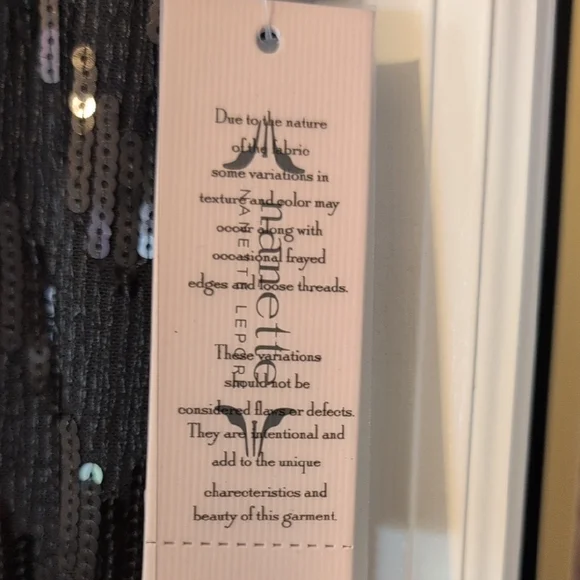 Due to the nature
of the fabric
some variations in
texture and color may
occur along with
occasional frayed
edges and loose threads.
These variations
should not be
considered flaws or defects.
They are intentional and
add to the unique
charecteristics and
beauty of this garment.
nanette
NANETTE LEPORE